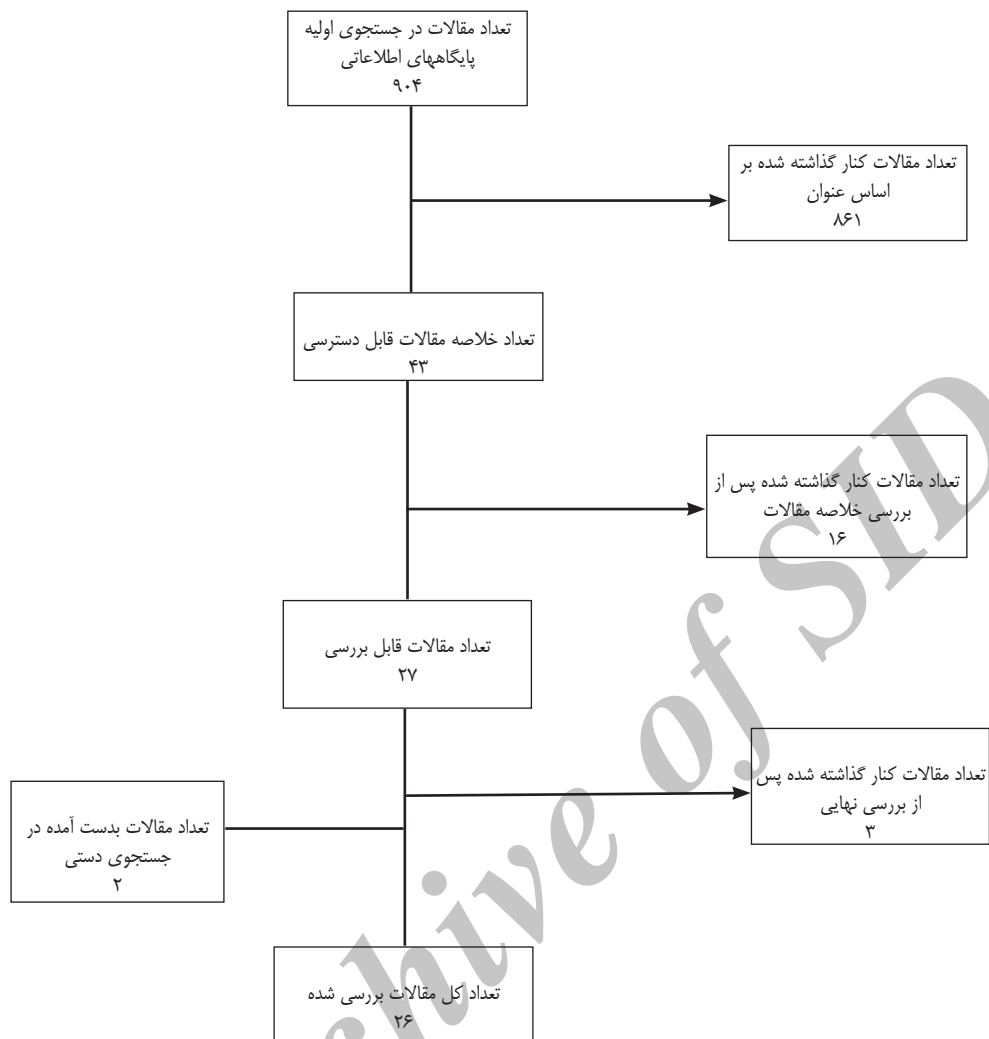 تعداد مقالات در جستجوی اولیه
پایگاههای اطلاعاتی
۹۰۴
تعداد مقالات کنار گذاشته شده بر
اساس عنوان
۸۶۱
تعداد خلاصه مقالات قابل دسترسی
۴۳
تعداد مقالات کنار گذاشته شده پس از
بررسی خلاصه مقالات
۱۶
تعداد مقالات قابل بررسی
۲۷
تعداد مقالات کنار گذاشته شده پس
از بررسی نهایی
۳
تعداد مقالات بدست آمده در
جستجوی دستی
۲
تعداد کل مقالات بررسی شده
۲۶
chive of SID